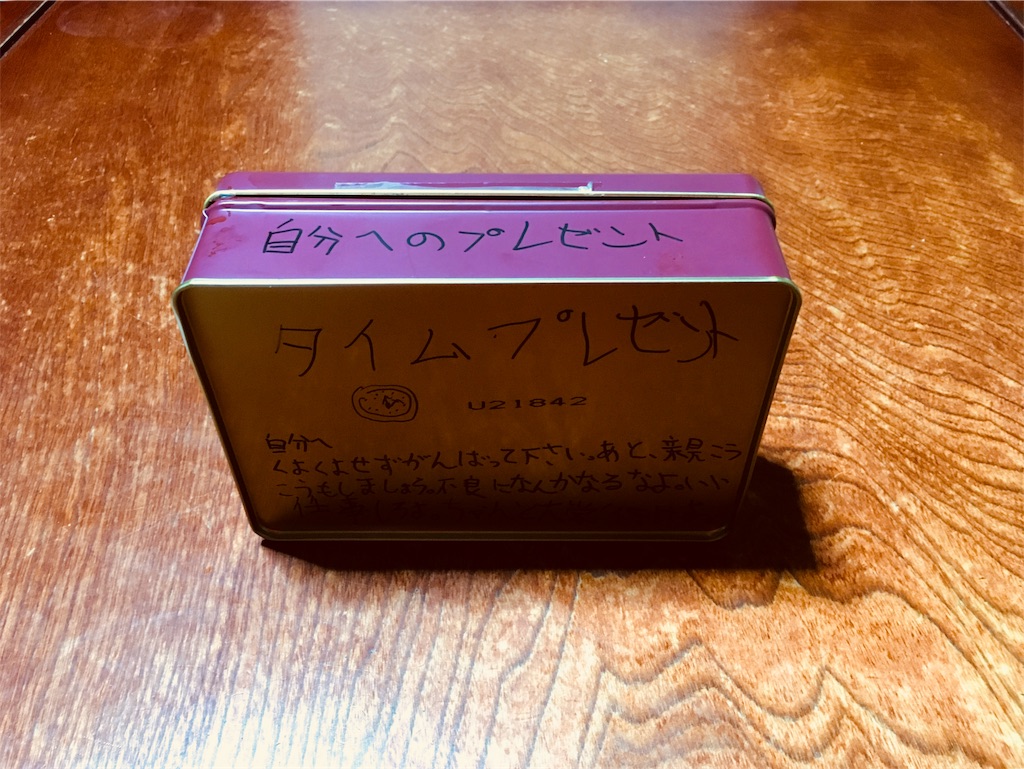 自分へのプレゼント
タイムプレゼント
U21842
自分へ
くよくよせずがんばって下さい。あと、親こう
こうもしましょう。不良になんかなるなよ。いい